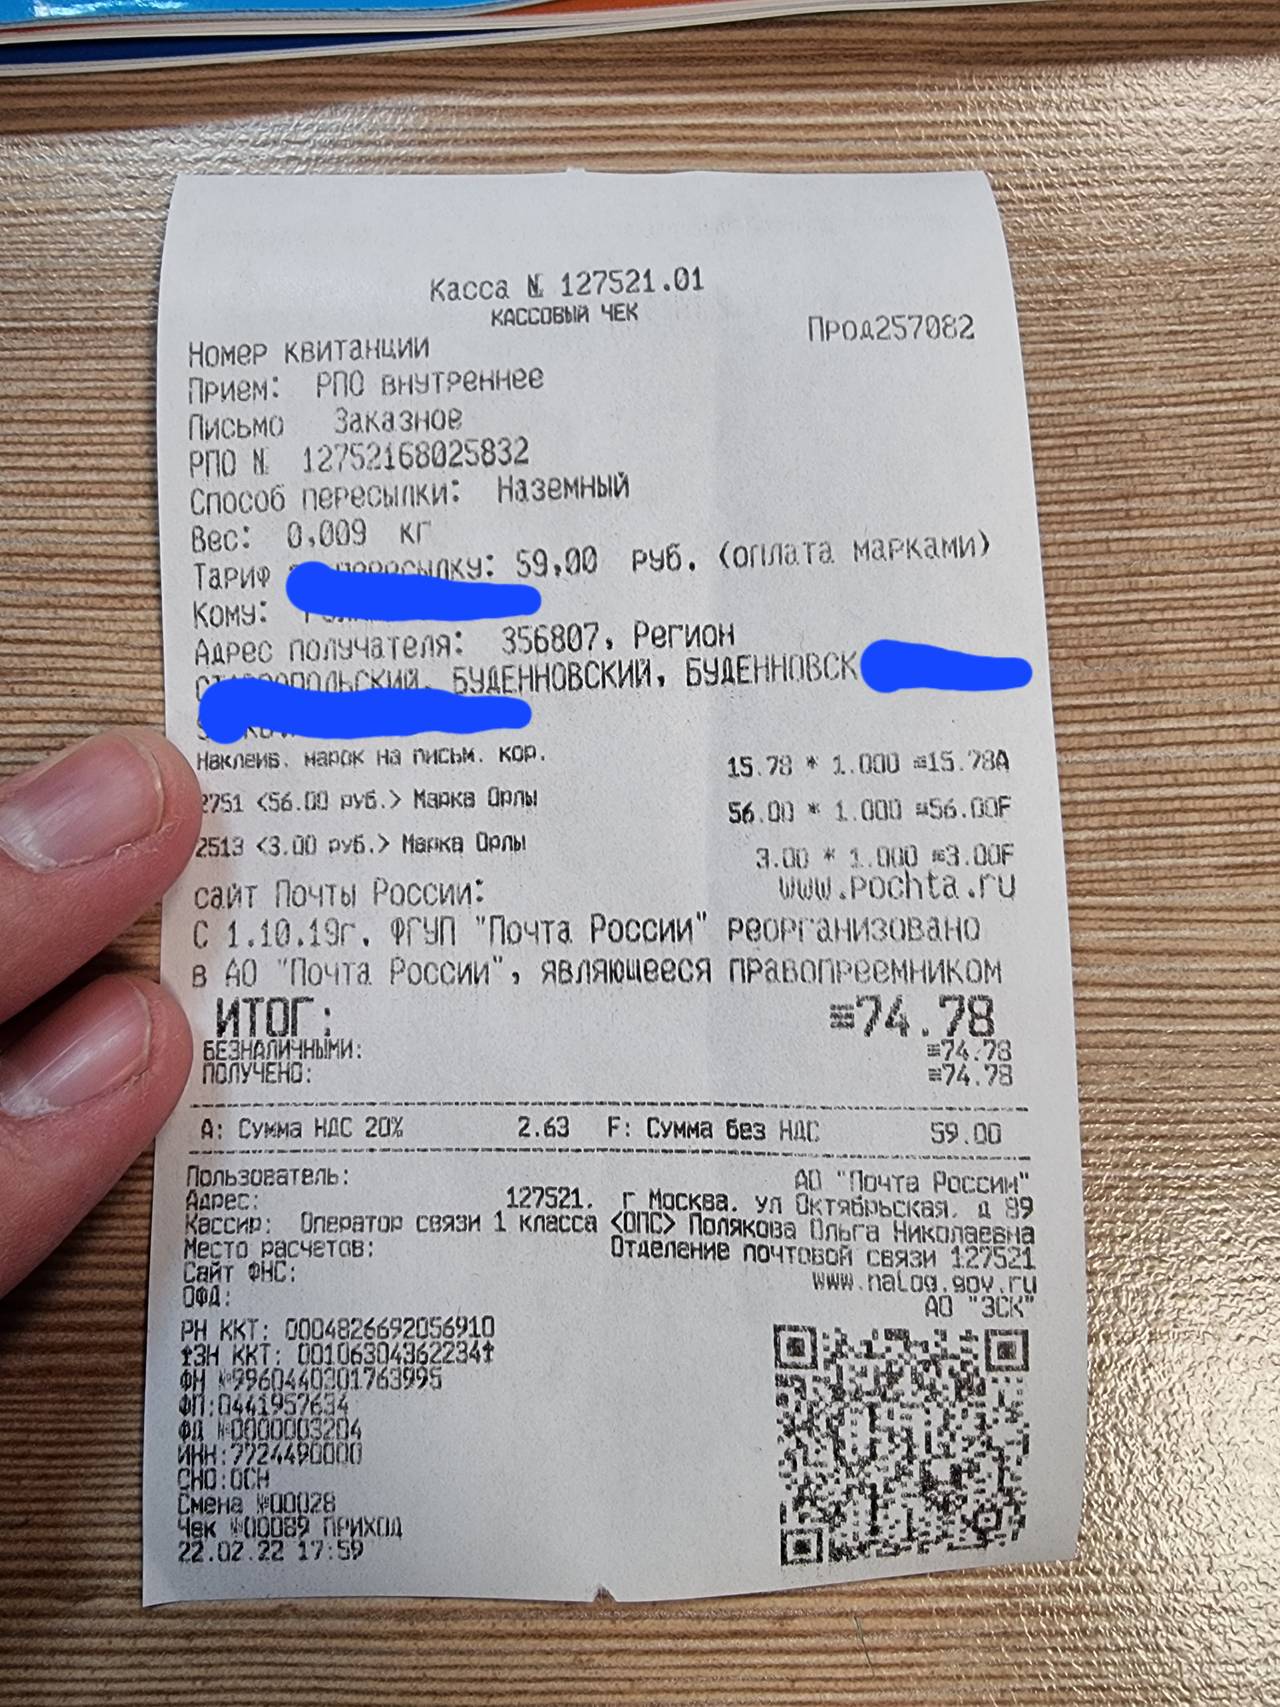 Касса № 127521.01
КАССОВЫЙ ЧЕК
Номер квитанции Прод257082
Прием: РПО внутреннее
Письмо Заказное
РПО № 12752168025832
Способ пересылки: Наземный
Вес: 0,009 кг
Тариф пересылку: 59,00 руб. (оплата марками)
Кому:
Адрес получателя: 356807, Регион
СТАВРОПОЛЬСКИЙ, БУДЕННОВСКИЙ, БУДЕННОВСК
Наклеив. марок на письм. кор. 15.78 * 1.000 ≡15.78А
2751 <56.00 руб.> Марка Орлы 56.00 * 1.000 ≡56.00F
2513 <3.00 руб.> Марка Орлы 3.00 * 1.000 ≡3.00F
сайт Почты России: www.pochta.ru
С 1.10.19г. ФГУП "Почта России" реорганизовано
в АО "Почта России", являющееся правопреемником
ИТОГ: ≡74.78
БЕЗНАЛИЧНЫМИ: ≡74.78
ПОЛУЧЕНО: ≡74.78
А: Сумма НДС 20% 2.63 F: Сумма без НДС 59.00
Пользователь: АО "Почта России"
Адрес: 127521, г Москва, ул Октябрьская, д 89
Кассир: Оператор связи 1 класса <ОПС> Полякова Ольга Николаевна
Место расчетов: Отделение почтовой связи 127521
Сайт ФНС: www.nalog.gov.ru
ОФД: АО "ЭСК"
РН ККТ: 0004826692056910
ЗН ККТ: 00106304362234
ФН №9960440301763995
ФП:0441957634
ФД №0000003204
ИНН:7724490000
СНО:ОСН
Смена №00028
Чек №00089 ПРИХОД
22.02.22 17:59